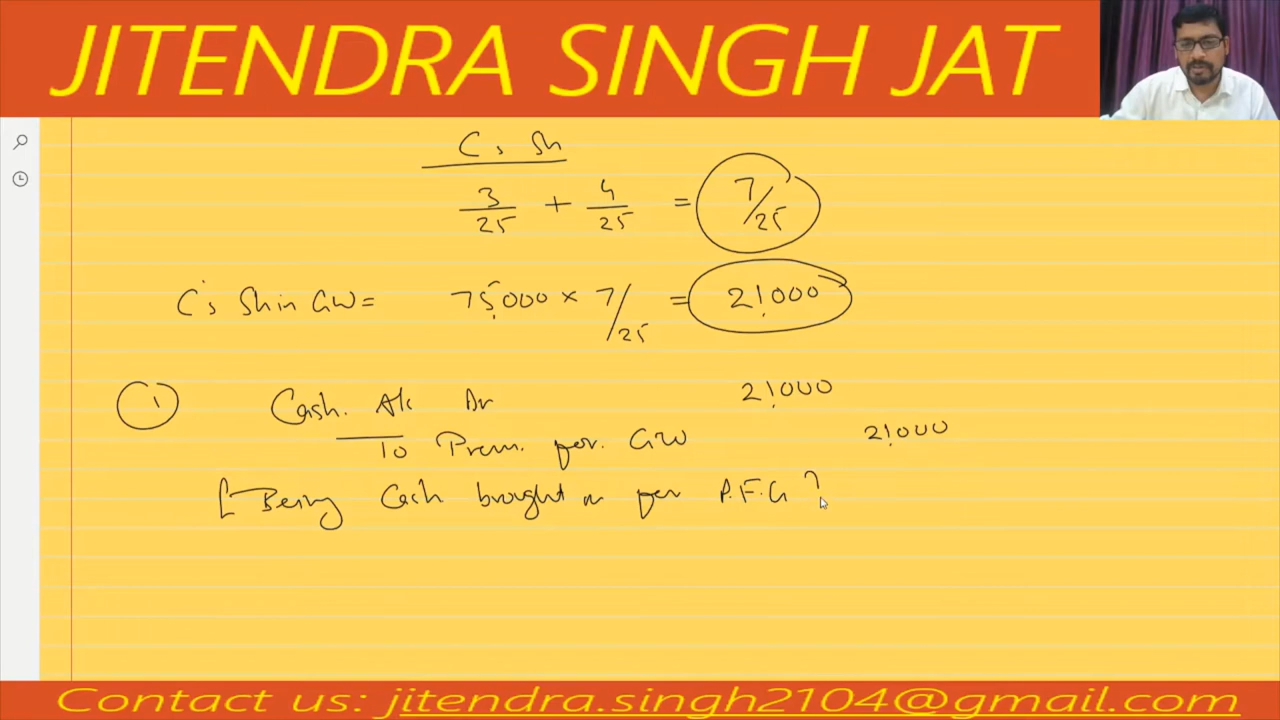 JITENDRA SINGH JAT
C's Sh
3/25 + 4/25 = 7/25
C's Sh in GW = 75,000 × 7/25 = 21,000
1 Cash. A/c Dr 21,000
To Prem. for. GW 21,000
[Being Cash brought in for P.F.G]
Contact us: jitendra.singh2104@gmail.com